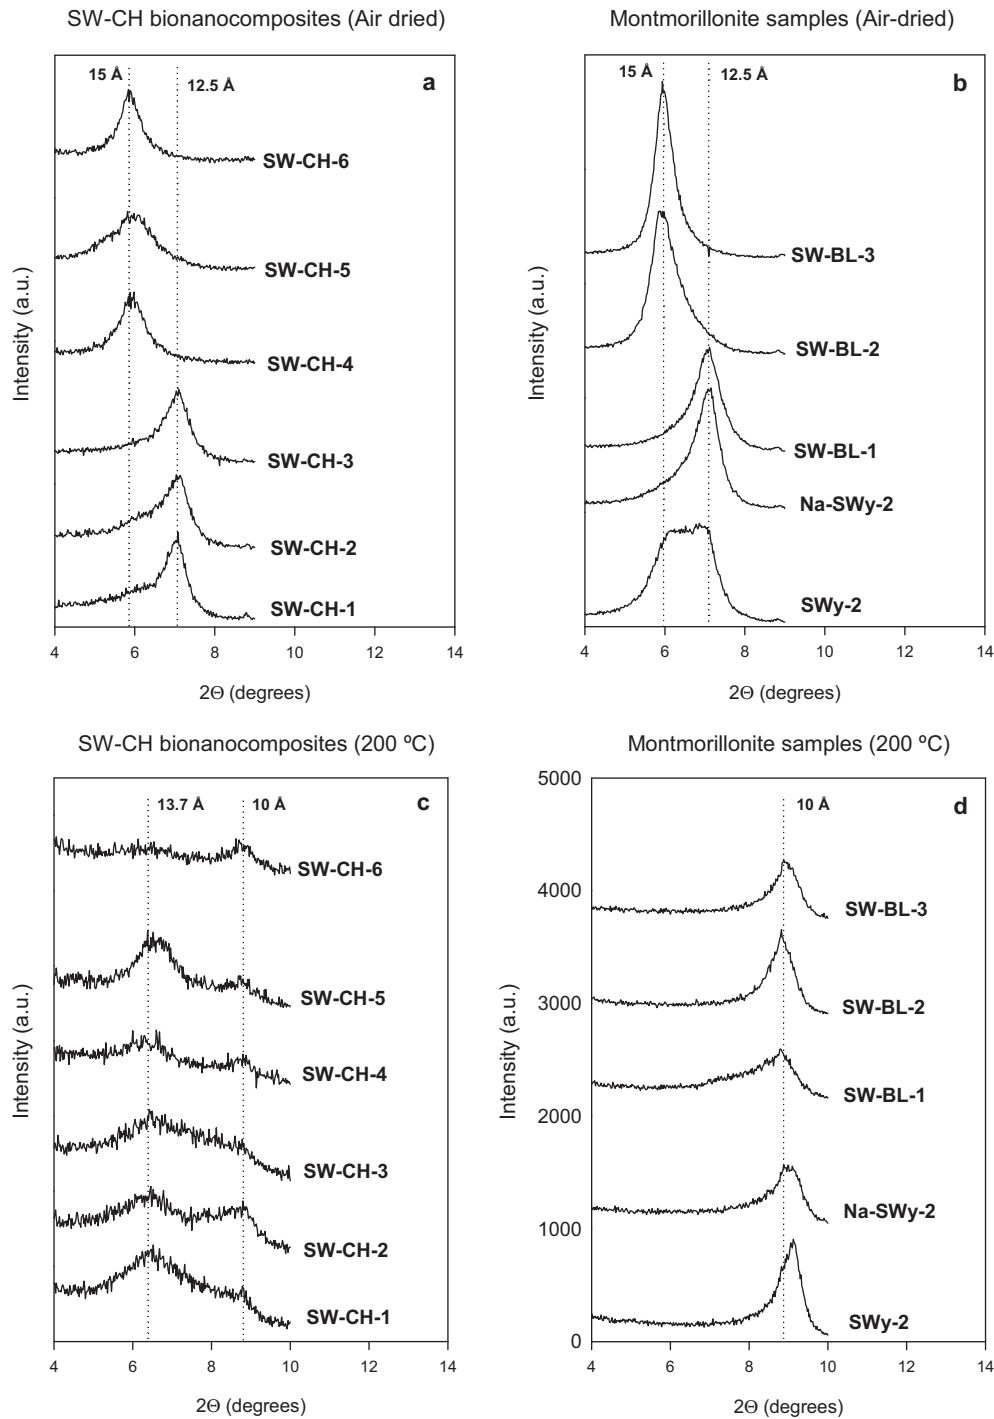 SW-CH bionanocomposites (Air dried)
15 Å
12.5 Å
a
SW-CH-6
SW-CH-5
SW-CH-4
SW-CH-3
SW-CH-2
SW-CH-1
Intensity (a.u.)
4 6 8 10 12 14
2Θ (degrees)
Montmorillonite samples (Air-dried)
15 Å
12.5 Å
b
SW-BL-3
SW-BL-2
SW-BL-1
Na-SWy-2
SWy-2
Intensity (a.u.)
4 6 8 10 12 14
2Θ (degrees)
SW-CH bionanocomposites (200 ºC)
13.7 Å
10 Å
c
SW-CH-6
SW-CH-5
SW-CH-4
SW-CH-3
SW-CH-2
SW-CH-1
Intensity (a.u.)
4 6 8 10 12 14
2Θ (degrees)
Montmorillonite samples (200 ºC)
5000
10 Å
d
4000
SW-BL-3
3000
SW-BL-2
SW-BL-1
2000
Na-SWy-2
1000
SWy-2
0
Intensity (a.u.)
4 6 8 10 12 14
2Θ (degrees)